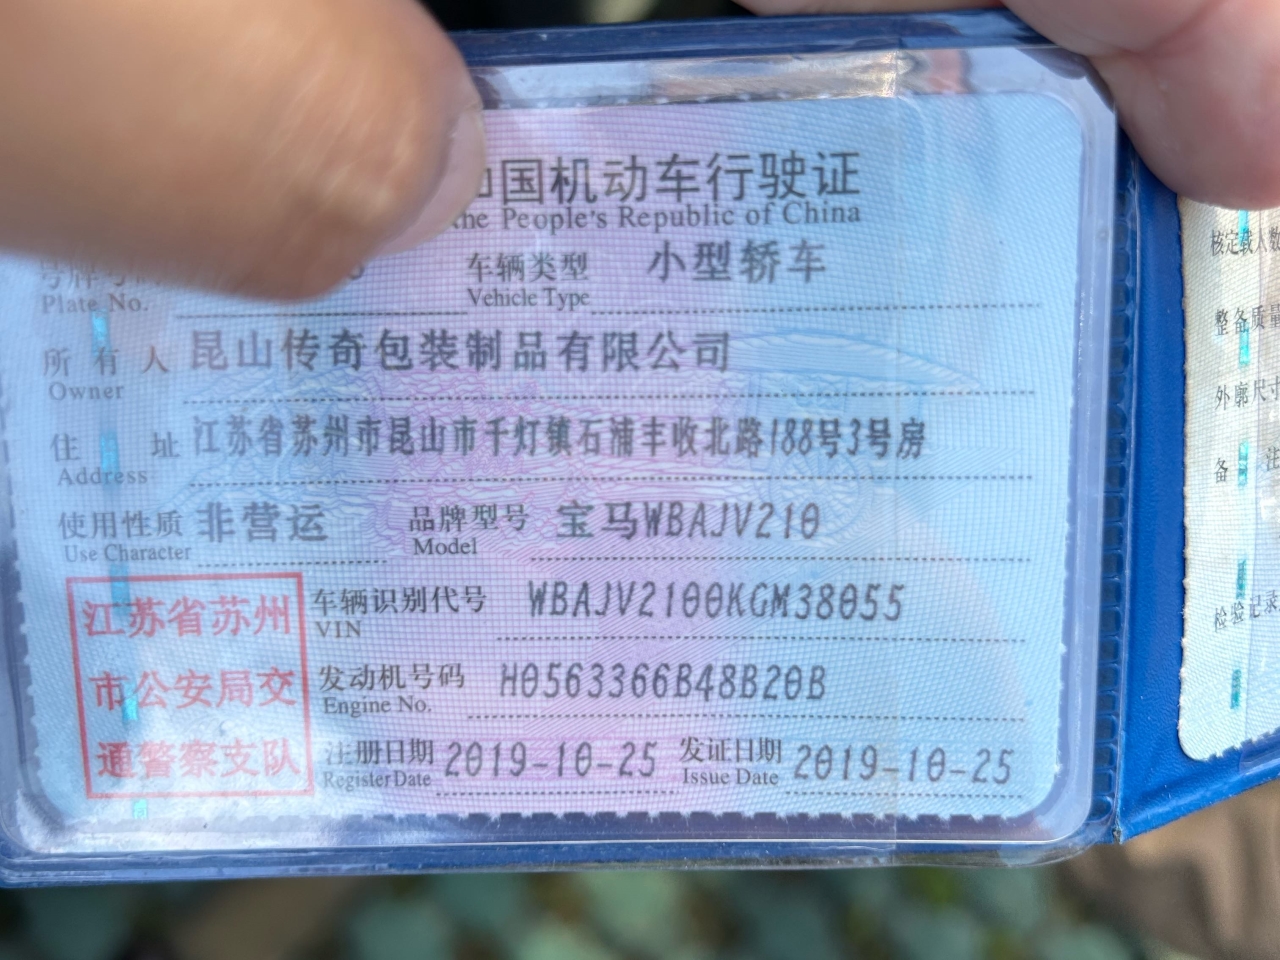 国机动车行驶证
the People's Republic of China
号牌号码 车辆类型 小型轿车
Plate No. Vehicle Type
所有人 昆山传奇包装制品有限公司
Owner
住址 江苏省苏州市昆山市千灯镇石浦丰收北路188号3号房
Address
使用性质 非营运 品牌型号 宝马WBAJV210
Use Character Model
江苏省苏州
市公安局交
通警察支队
车辆识别代号 WBAJV2100KGM38055
VIN
发动机号码 H0563366B48B20B
Engine No.
注册日期 2019-10-25 发证日期 2019-10-25
Register Date Issue Date
核定载人数
整备质量
外廓尺寸
备注
检验记录